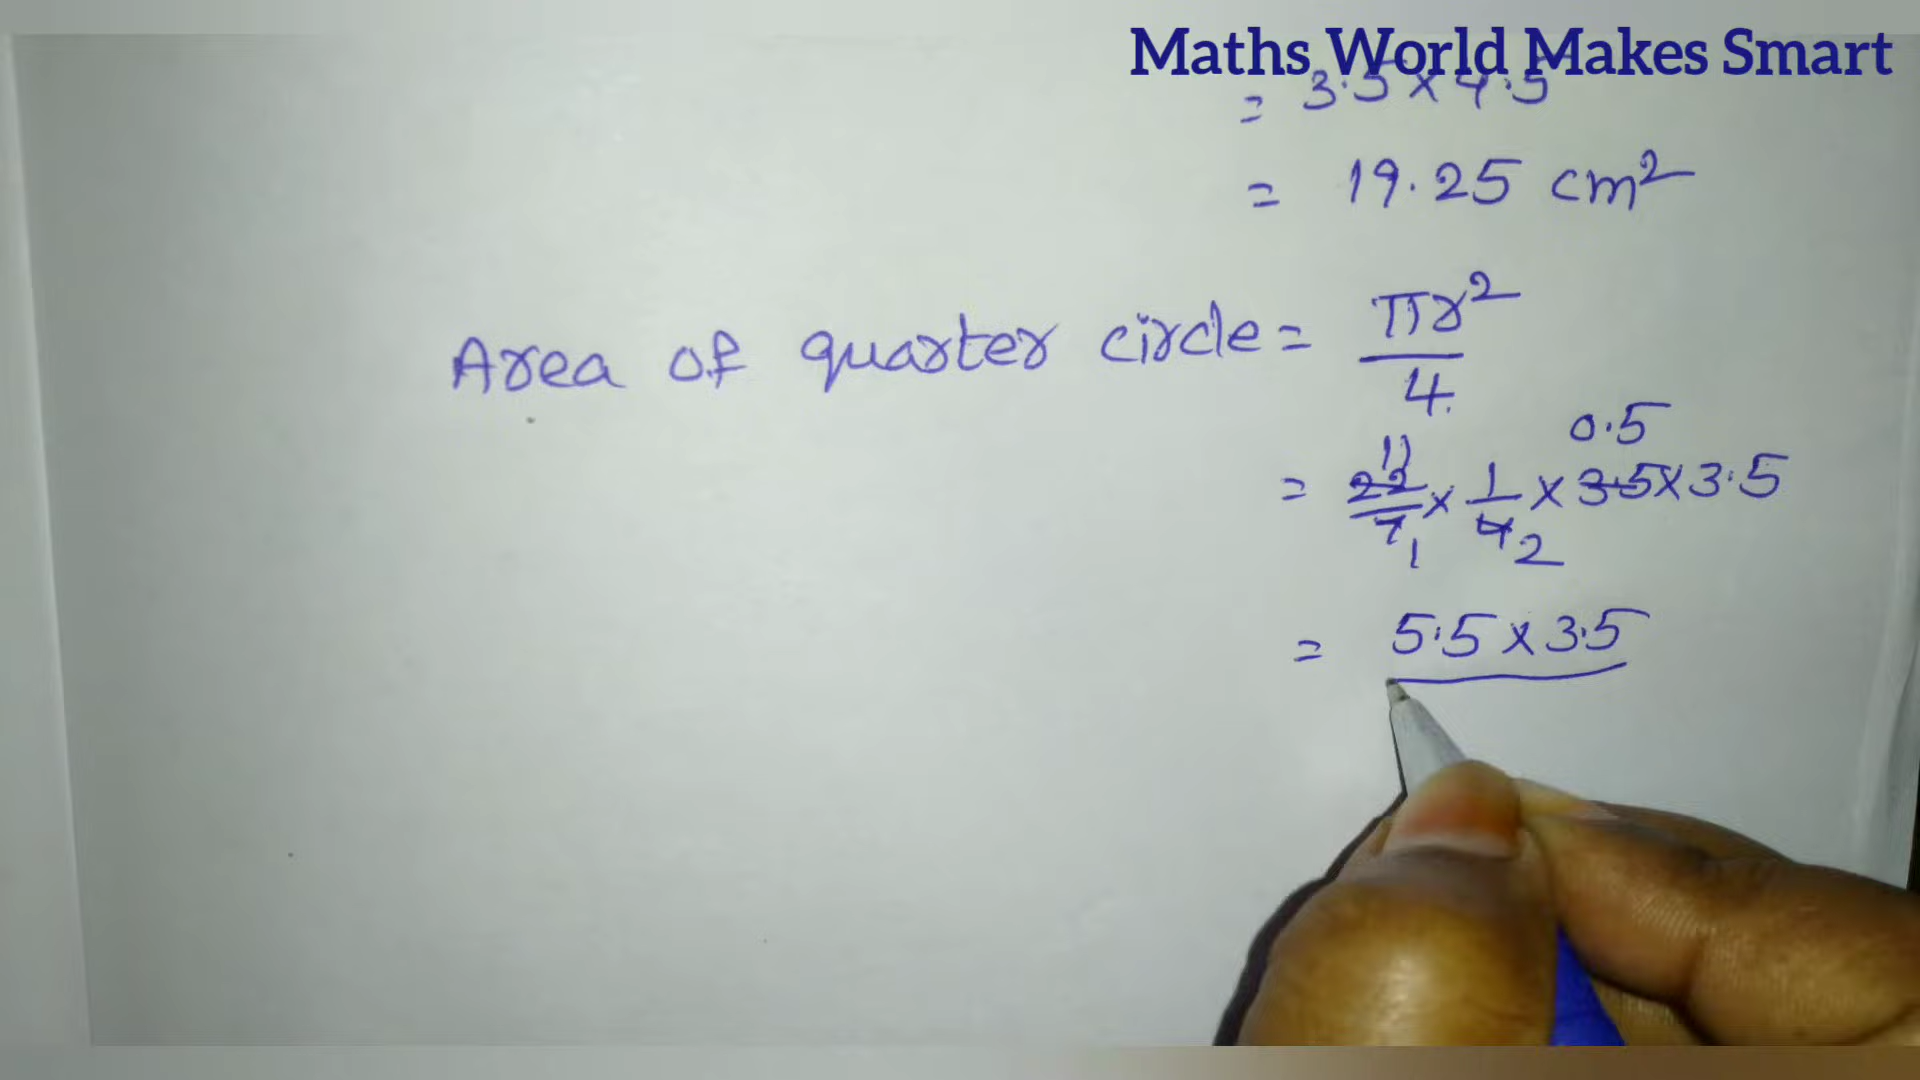 Maths World Makes Smart
= 3.5 x 4.5
= 19.25 cm²
Area of quarter circle = πr²/4
11 0.5
= 22/7 x 1/4 x 3.5 x 3.5
1 2
= 5.5 x 3.5